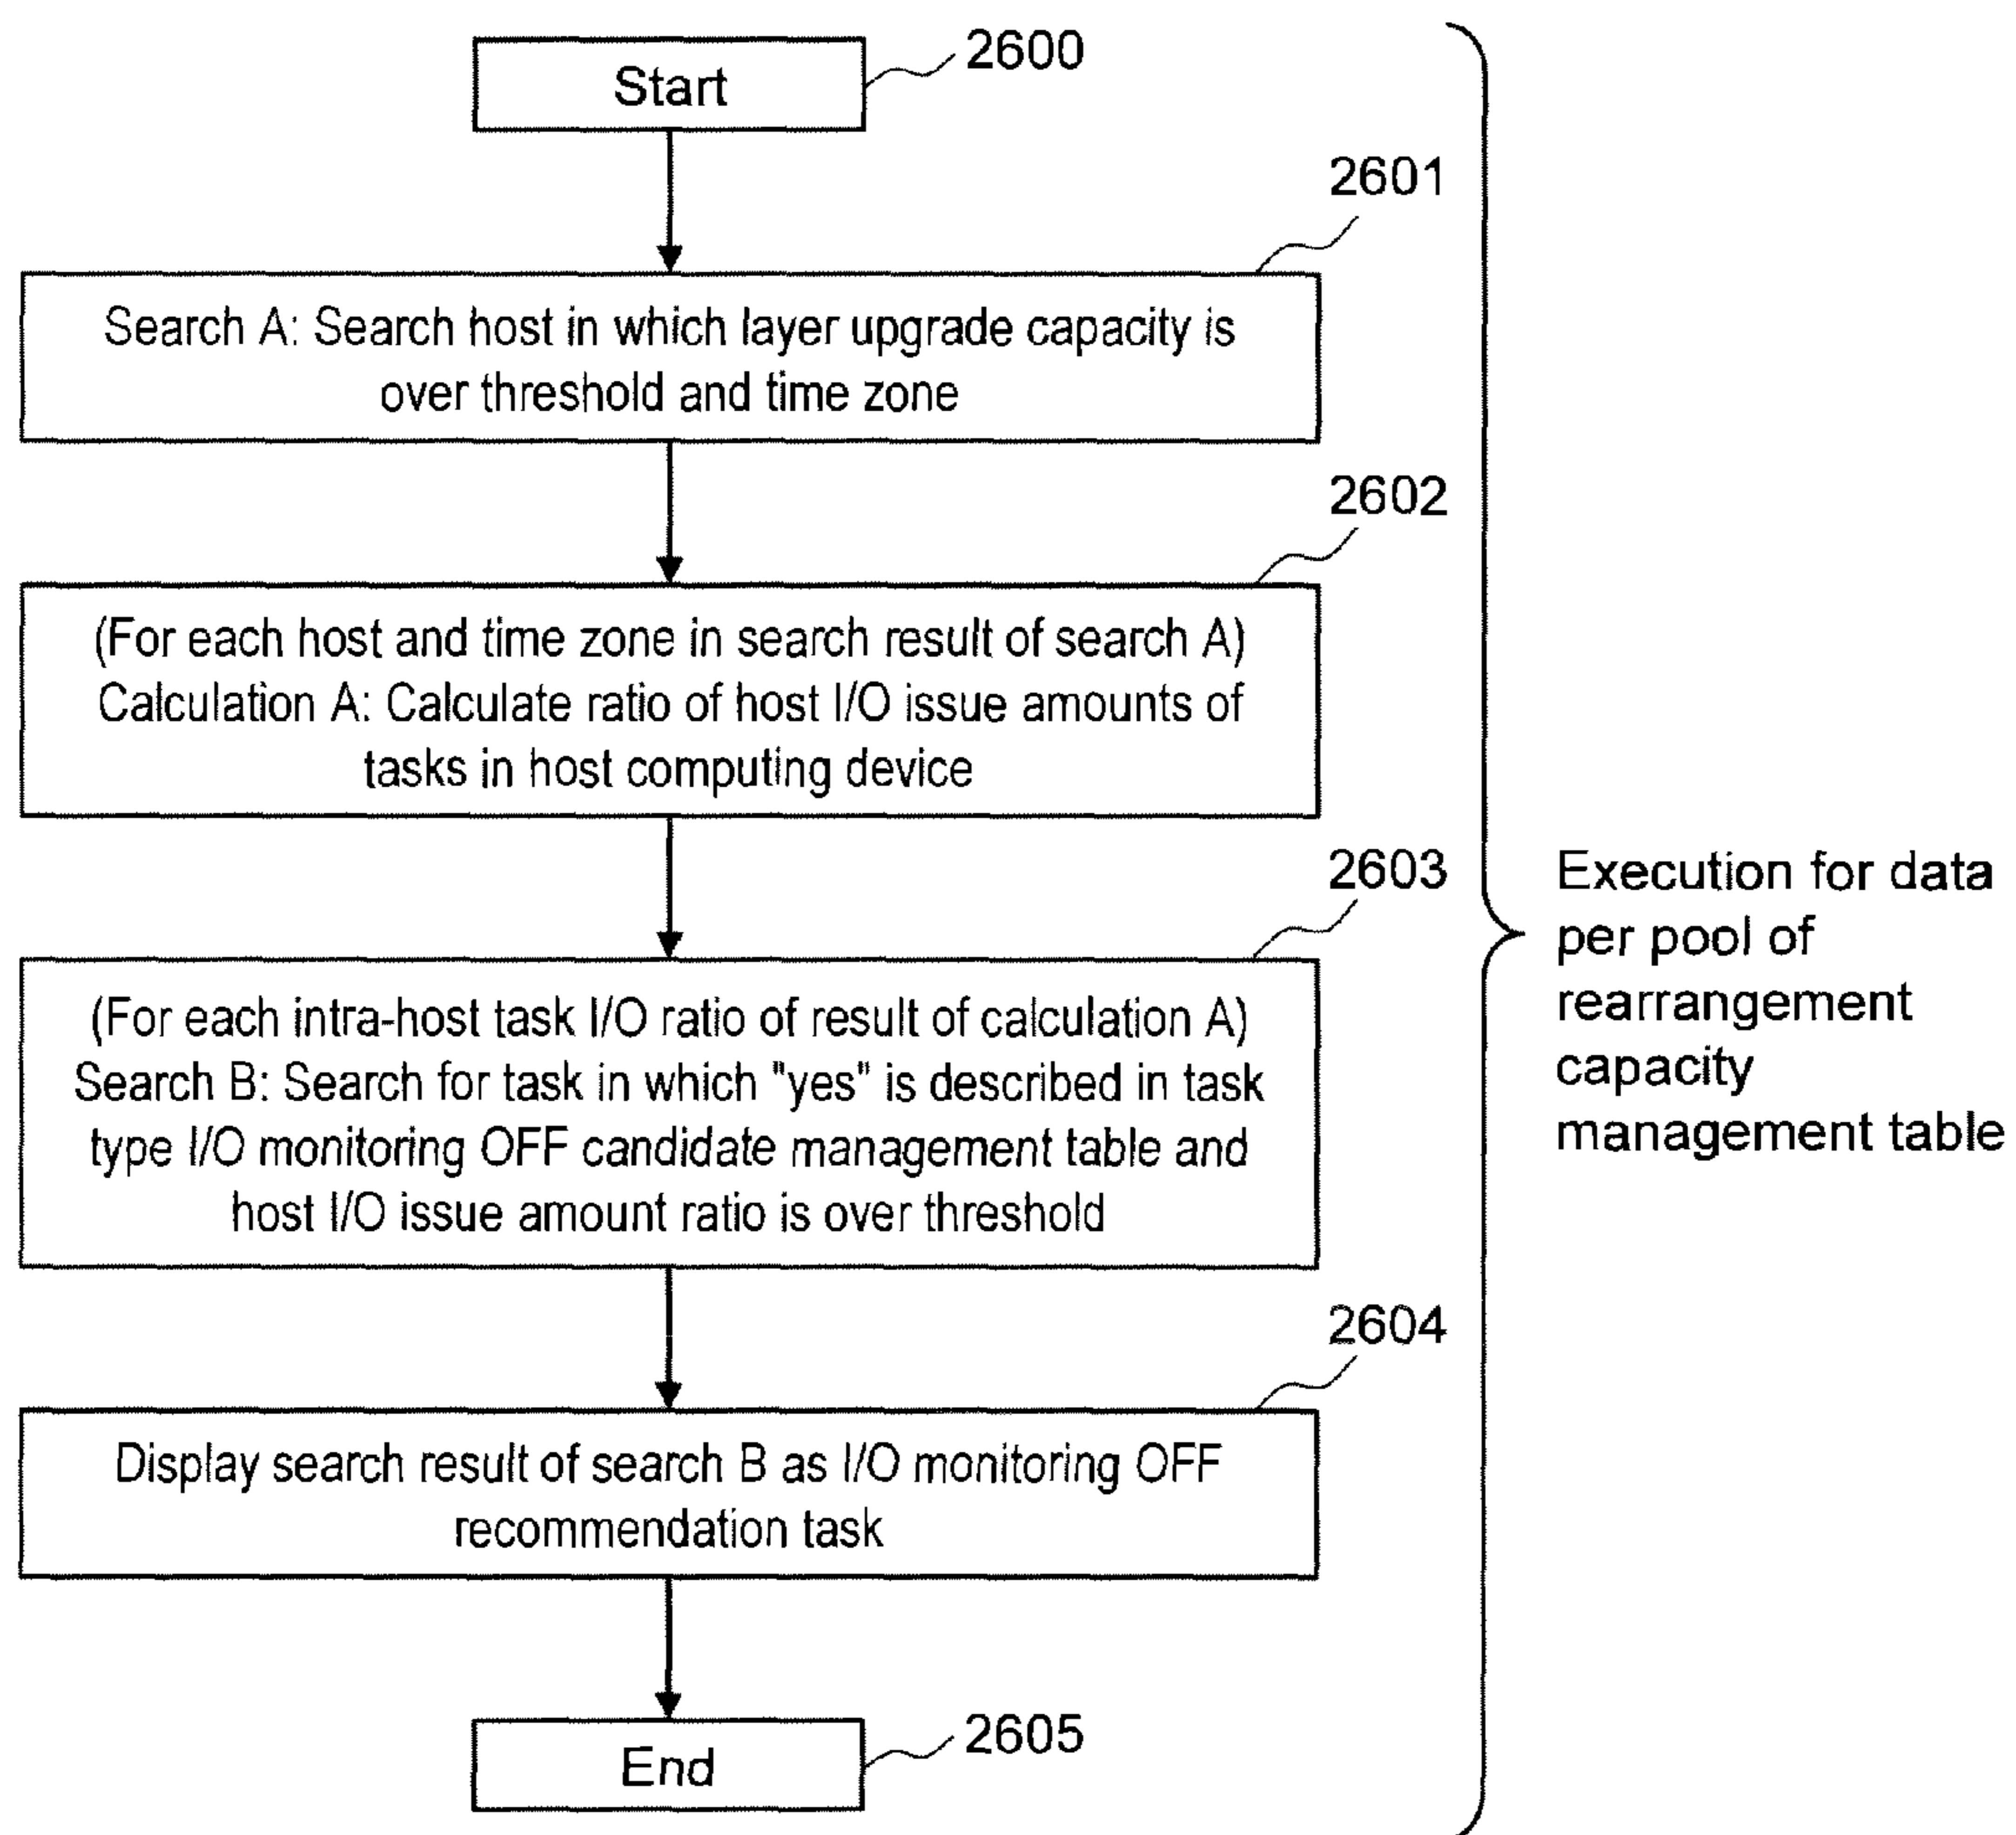 Start
2600
2601
Search A: Search host in which layer upgrade capacity is
over threshold and time zone
2602
(For each host and time zone in search result of search A)
Calculation A: Calculate ratio of host I/O issue amounts of
tasks in host computing device
2603
(For each intra-host task I/O ratio of result of calculation A)
Search B: Search for task in which "yes" is described in task
type I/O monitoring OFF candidate management table and
host I/O issue amount ratio is over threshold
2604
Display search result of search B as I/O monitoring OFF
recommendation task
End
2605
Execution for data
per pool of
rearrangement
capacity
management table